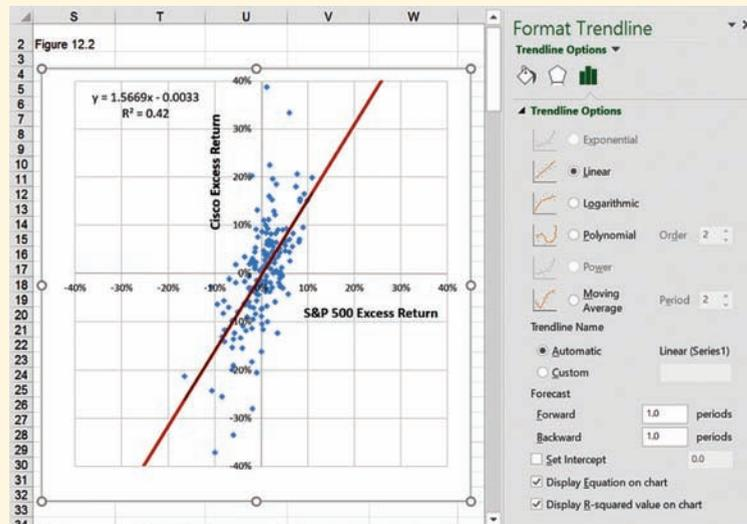 S T U V W
2 Figure 12.2
3
4
5
6
7
8
9
10
11
12
13
14
15
16
17
18
19
20
21
22
23
24
25
26
27
28
29
30
31
32
33
y = 1.5669x - 0.0033
R² = 0.42
Cisco Excess Return
40%
30%
20%
10%
0%
-10%
-20%
-30%
-40%
-40% -30% -20% -10% 0% 10% 20% 30% 40%
S&P 500 Excess Return
Format Trendline
Trendline Options
Trendline Options
Exponential
Linear
Logarithmic
Polynomial Order 2
Power
Moving Average Period 2
Trendline Name
Automatic Linear (Series1)
Custom
Forecast
Forward 1.0 periods
Backward 1.0 periods
Set Intercept 0.0
Display Equation on chart
Display R-squared value on chart